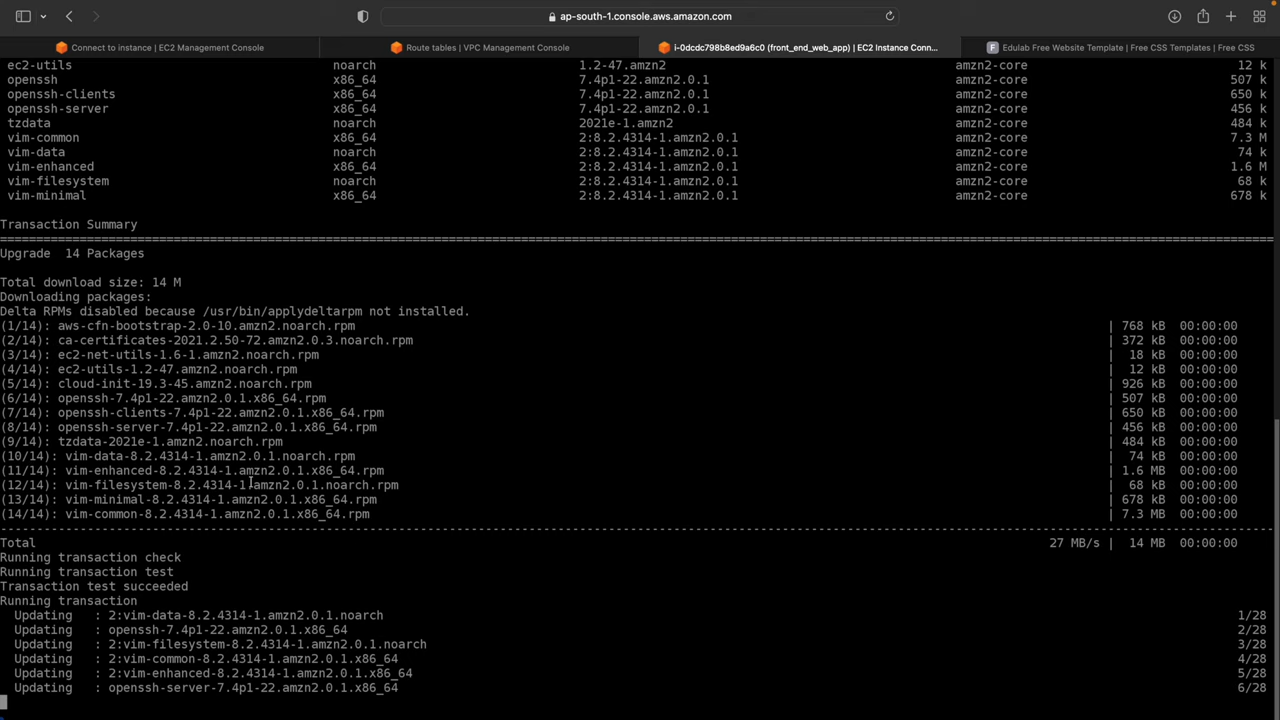 ap-south-1.console.aws.amazon.com
Connect to instance | EC2 Management Console
Route tables | VPC Management Console
i-0dcdc798b8ed9a6c0 (front_end_web_app) | EC2 Instance Conn...
F Edulab Free Website Template | Free CSS Templates | Free CSS
ec2-utils noarch 1.2-47.amzn2 amzn2-core 12 k
openssh x86_64 7.4p1-22.amzn2.0.1 amzn2-core 507 k
openssh-clients x86_64 7.4p1-22.amzn2.0.1 amzn2-core 650 k
openssh-server x86_64 7.4p1-22.amzn2.0.1 amzn2-core 456 k
tzdata noarch 2021e-1.amzn2 amzn2-core 484 k
vim-common x86_64 2:8.2.4314-1.amzn2.0.1 amzn2-core 7.3 M
vim-data noarch 2:8.2.4314-1.amzn2.0.1 amzn2-core 74 k
vim-enhanced x86_64 2:8.2.4314-1.amzn2.0.1 amzn2-core 1.6 M
vim-filesystem noarch 2:8.2.4314-1.amzn2.0.1 amzn2-core 68 k
vim-minimal x86_64 2:8.2.4314-1.amzn2.0.1 amzn2-core 678 k
Transaction Summary
Upgrade 14 Packages
Total download size: 14 M
Downloading packages:
Delta RPMs disabled because /usr/bin/applydeltarpm not installed.
(1/14): aws-cfn-bootstrap-2.0-10.amzn2.noarch.rpm | 768 kB 00:00:00
(2/14): ca-certificates-2021.2.50-72.amzn2.0.3.noarch.rpm | 372 kB 00:00:00
(3/14): ec2-net-utils-1.6-1.amzn2.noarch.rpm | 18 kB 00:00:00
(4/14): ec2-utils-1.2-47.amzn2.noarch.rpm | 12 kB 00:00:00
(5/14): cloud-init-19.3-45.amzn2.noarch.rpm | 926 kB 00:00:00
(6/14): openssh-7.4p1-22.amzn2.0.1.x86_64.rpm | 507 kB 00:00:00
(7/14): openssh-clients-7.4p1-22.amzn2.0.1.x86_64.rpm | 650 kB 00:00:00
(8/14): openssh-server-7.4p1-22.amzn2.0.1.x86_64.rpm | 456 kB 00:00:00
(9/14): tzdata-2021e-1.amzn2.noarch.rpm | 484 kB 00:00:00
(10/14): vim-data-8.2.4314-1.amzn2.0.1.noarch.rpm | 74 kB 00:00:00
(11/14): vim-enhanced-8.2.4314-1.amzn2.0.1.x86_64.rpm | 1.6 MB 00:00:00
(12/14): vim-filesystem-8.2.4314-1.amzn2.0.1.noarch.rpm | 68 kB 00:00:00
(13/14): vim-minimal-8.2.4314-1.amzn2.0.1.x86_64.rpm | 678 kB 00:00:00
(14/14): vim-common-8.2.4314-1.amzn2.0.1.x86_64.rpm | 7.3 MB 00:00:00
Total 27 MB/s | 14 MB 00:00:00
Running transaction check
Running transaction test
Transaction test succeeded
Running transaction
Updating : 2:vim-data-8.2.4314-1.amzn2.0.1.noarch 1/28
Updating : openssh-7.4p1-22.amzn2.0.1.x86_64 2/28
Updating : 2:vim-filesystem-8.2.4314-1.amzn2.0.1.noarch 3/28
Updating : 2:vim-common-8.2.4314-1.amzn2.0.1.x86_64 4/28
Updating : 2:vim-enhanced-8.2.4314-1.amzn2.0.1.x86_64 5/28
Updating : openssh-server-7.4p1-22.amzn2.0.1.x86_64 6/28